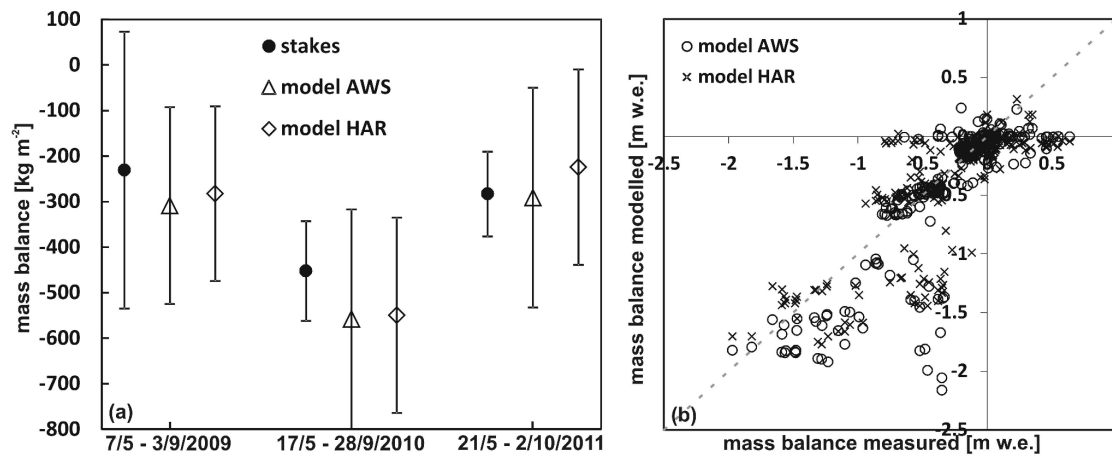 100
0
-100
-200
-300
-400
-500
-600
-700
-800
mass balance [kg m-2]
stakes
model AWS
model HAR
(a)
7/5 - 3/9/2009
17/5 - 28/9/2010
21/5 - 2/10/2011
model AWS
model HAR
1
0.5
-2.5
-2
-1.5
-1
-0.5
0.5
-0.5
-1
-1.5
-2
-2.5
mass balance modelled [m w.e.]
(b)
mass balance measured [m w.e.]